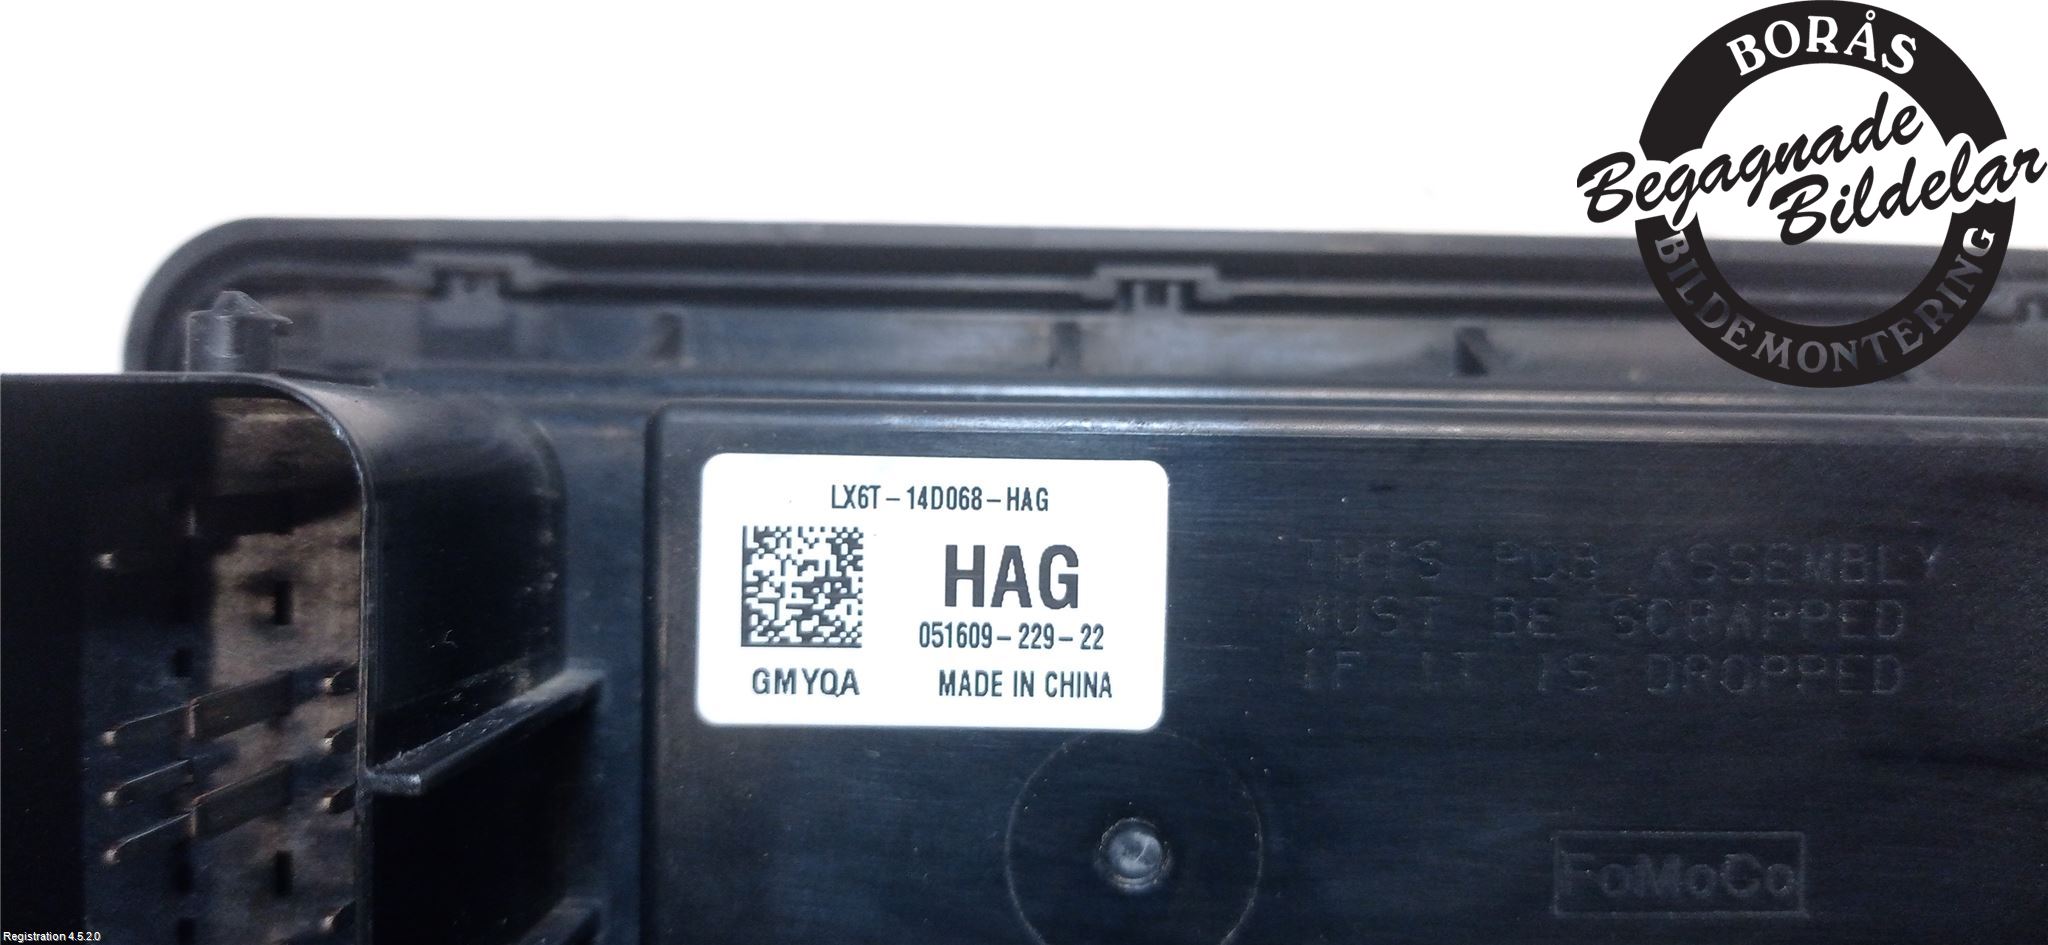 BORÅS
Begagnade
Bildelar
BILDEMONTERING
LX6T-14D068-HAG
HAG
051609-229-22
GMYQA
MADE IN CHINA
THIS PDB ASSEMBLY
MUST BE SCRAPPED
IF IT IS DROPPED
FoMoCo
Registration 4.5.2.0